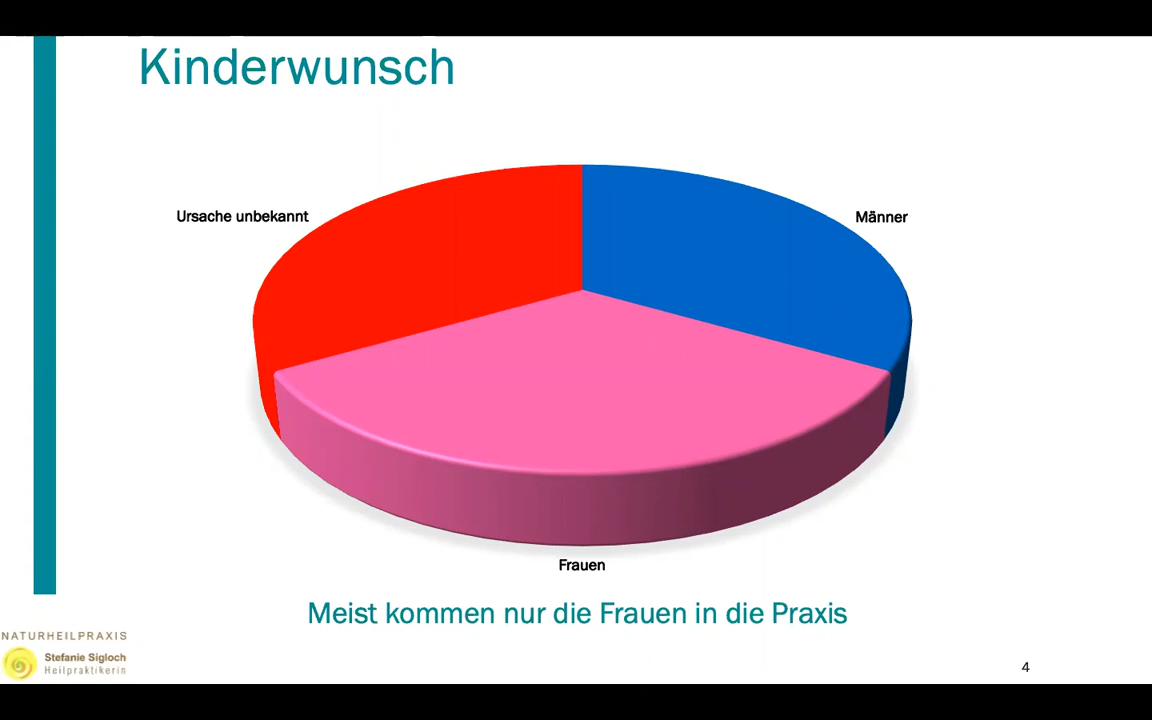 Kinderwunsch
Ursache unbekannt
Männer
Frauen
Meist kommen nur die Frauen in die Praxis
NATURHEILPRAXIS
Stefanie Sigloch
Heilpraktikerin
4